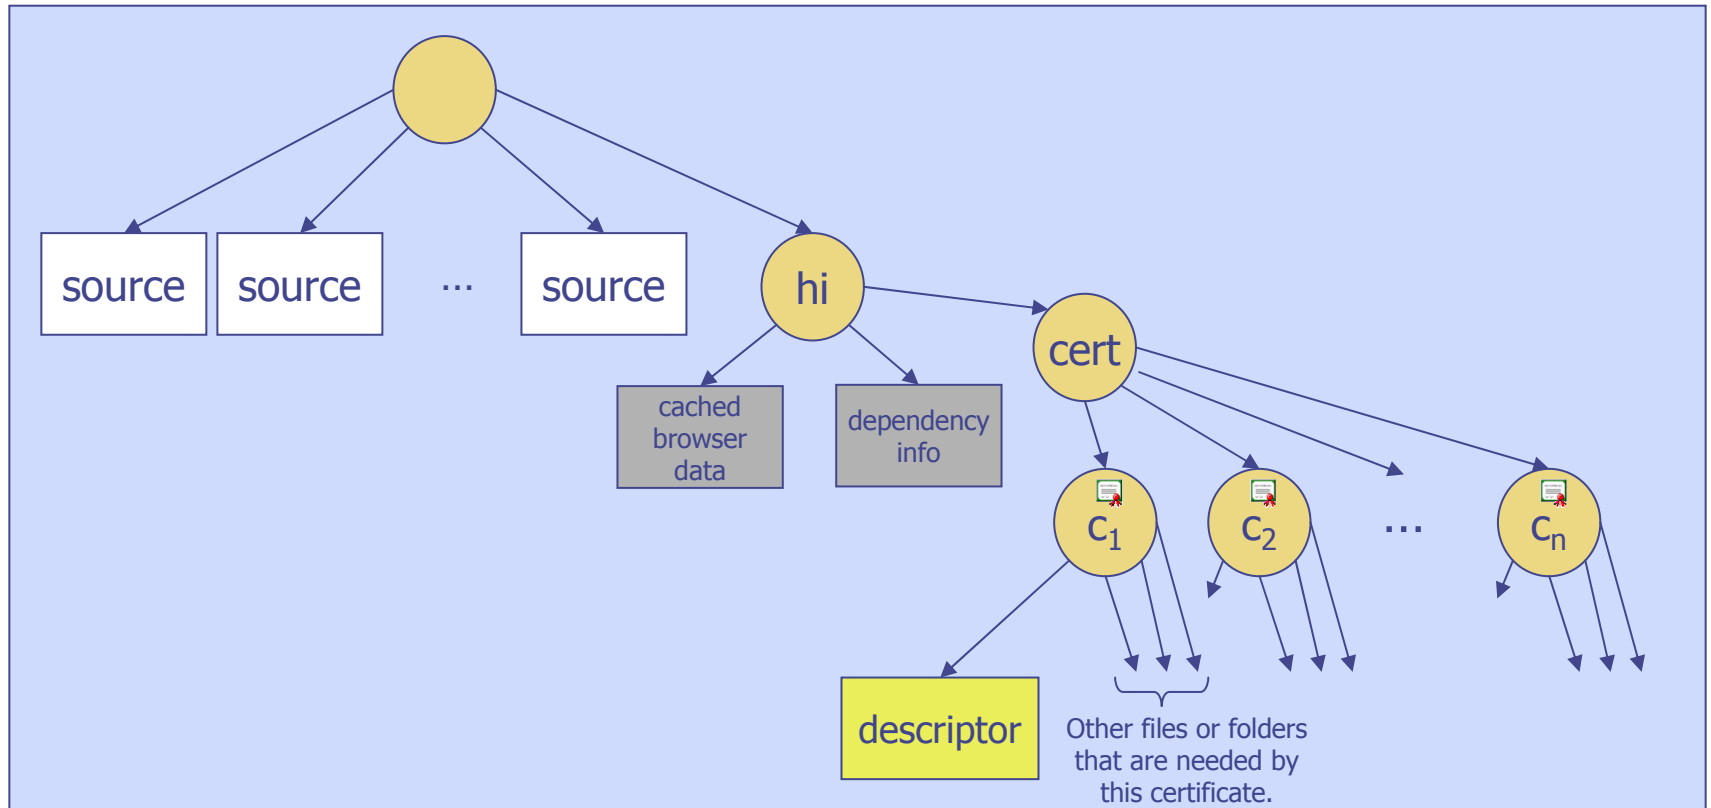 source
source
...
source
hi
cert
cached
browser
data
dependency
info
c1
c2
...
cn
descriptor
Other files or folders
that are needed by
this certificate.